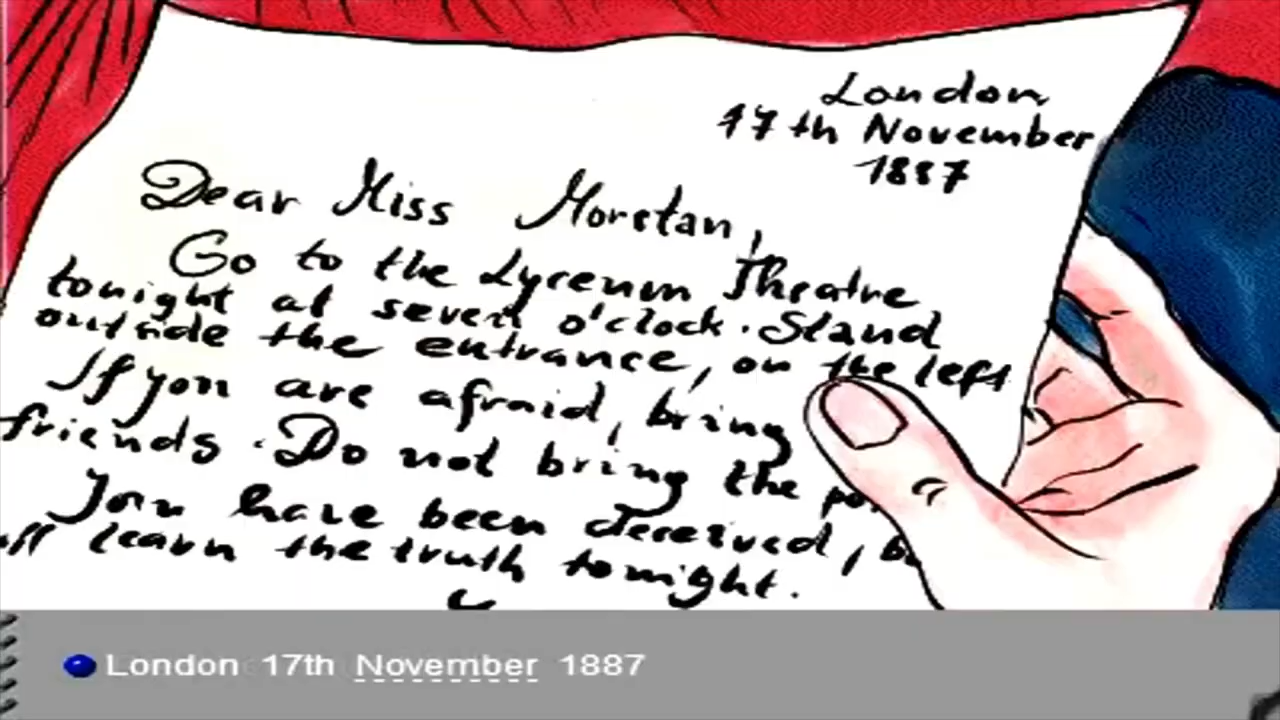 London
17th November
1887
Dear Miss Morstan,
Go to the Lyceum Theatre
tonight at seven o'clock. Stand
outside the entrance, on the left
If you are afraid, bring
friends. Do not bring the
You have been deceived,
learn the truth tonight.
London 17th November 1887